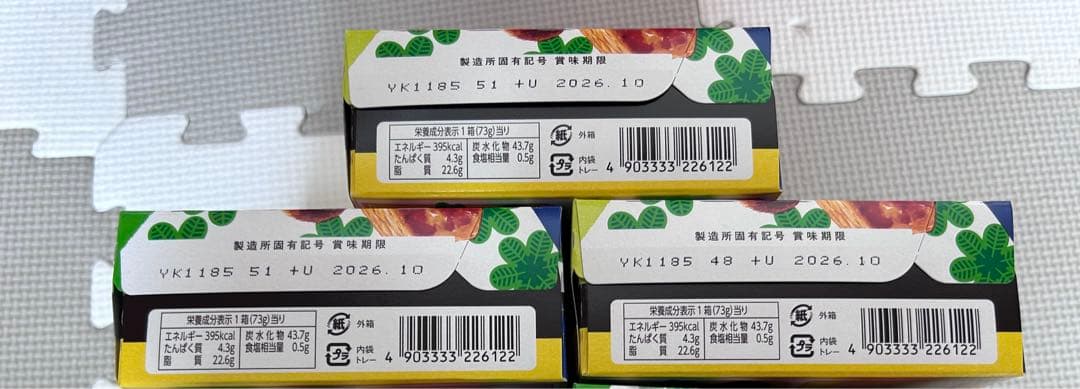 製造所固有記号 賞味期限
YK1185 51 +U 2026.10
栄養成分表示1箱(73g)当り
エネルギー 395kcal 炭水化物 43.7g
たんぱく質 4.3g 食塩相当量 0.5g
脂質 22.6g
紙 外箱
プラ 内袋 トレー
4 903333 226122
製造所固有記号 賞味期限
YK1185 51 +U 2026.10
栄養成分表示1箱(73g)当り
エネルギー 395kcal 炭水化物 43.7g
たんぱく質 4.3g 食塩相当量 0.5g
脂質 22.6g
紙 外箱
プラ 内袋 トレー
4 903333 226122
製造所固有記号 賞味期限
YK1185 48 +U 2026.10
栄養成分表示1箱(73g)当り
エネルギー 395kcal 炭水化物 43.7g
たんぱく質 4.3g 食塩相当量 0.5g
脂質 22.6g
紙 外箱
プラ 内袋 トレー
4 903333 226122